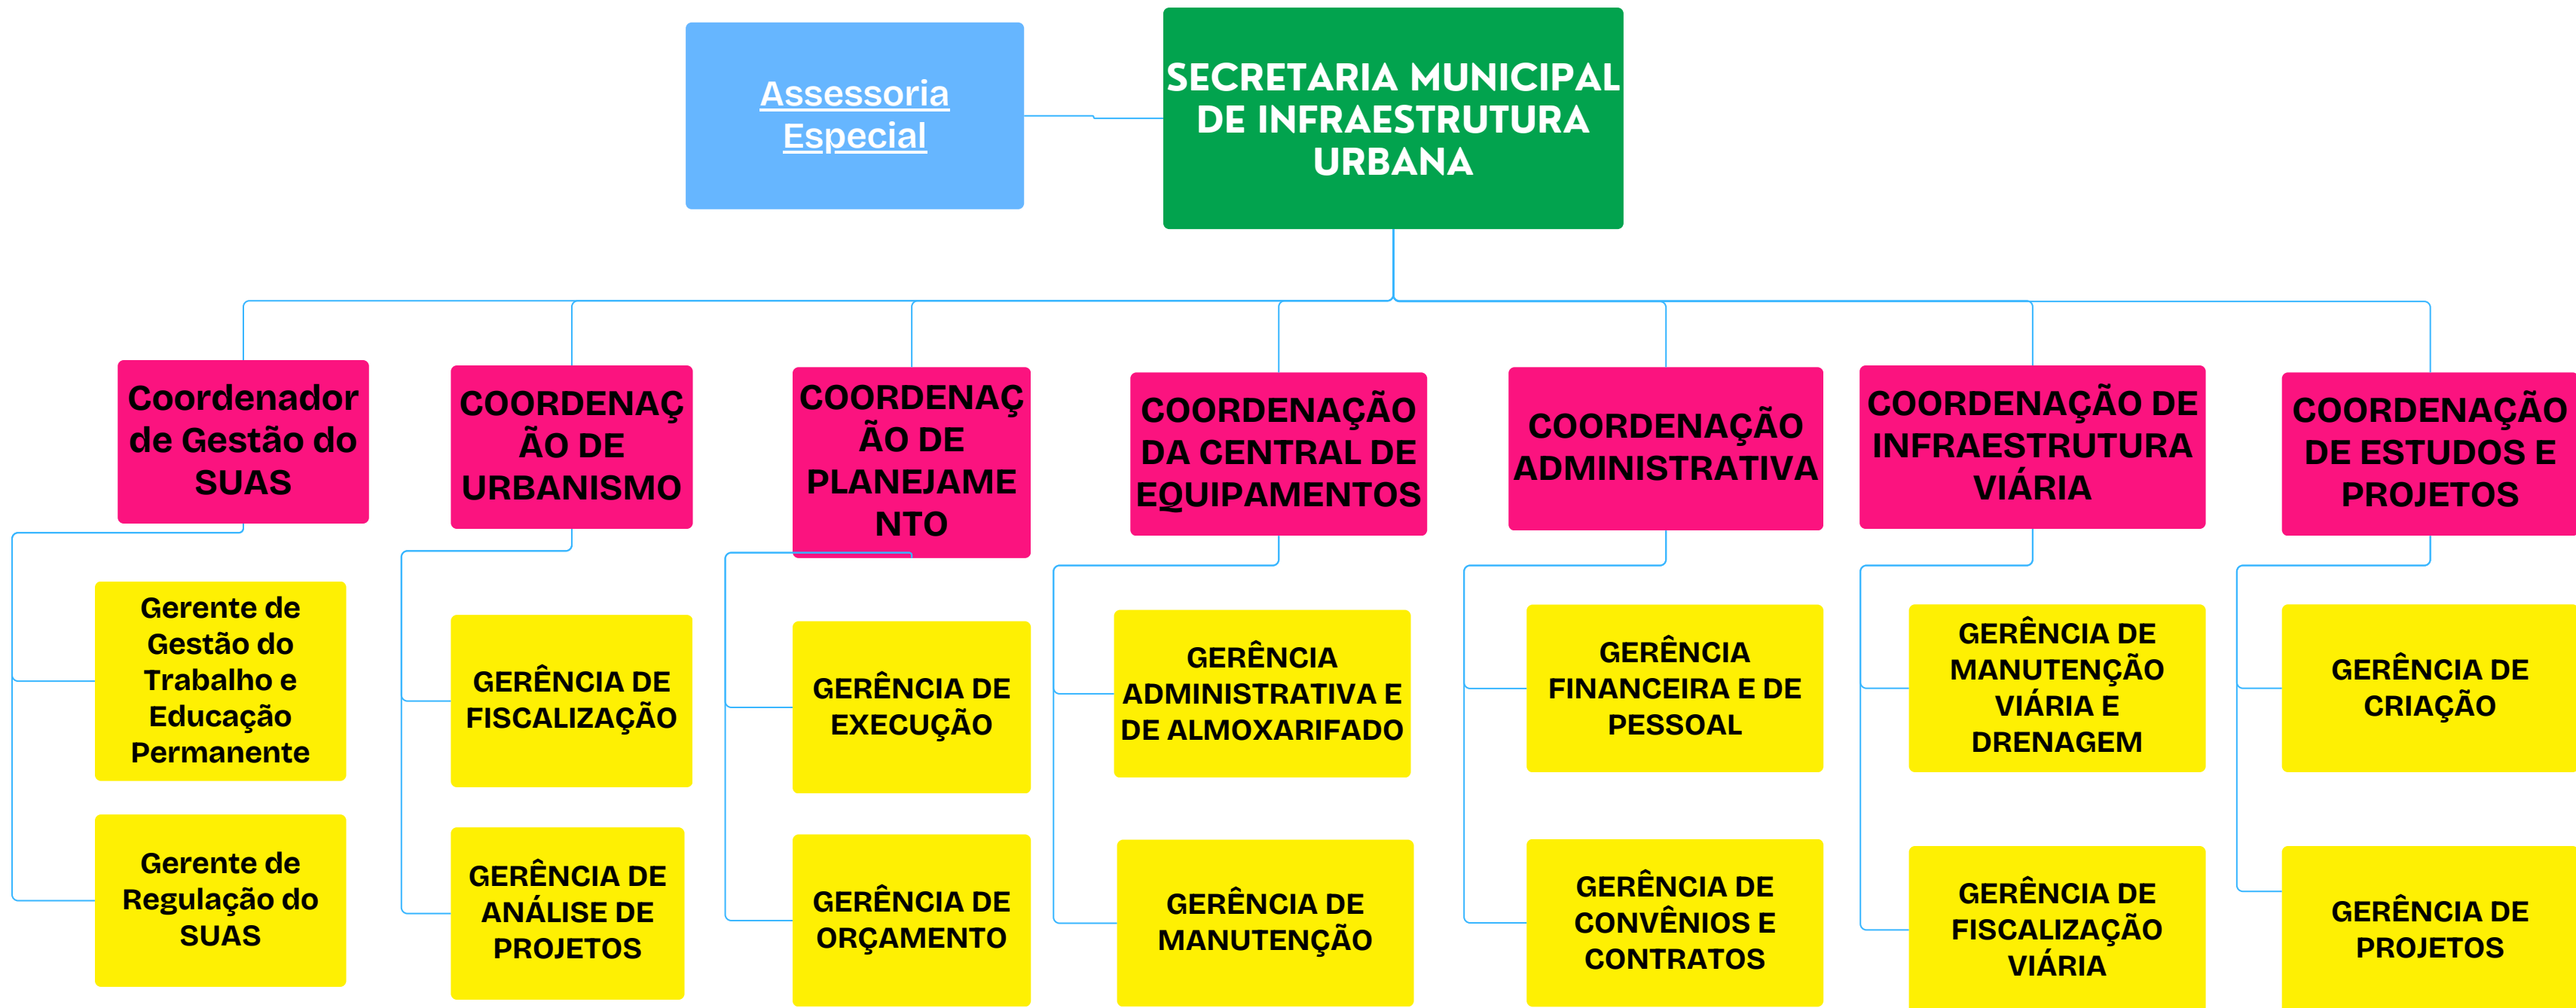 Assessoria
Especial
SECRETARIA MUNICIPAL
DE INFRAESTRUTURA
URBANA
Coordenador
de Gestão do
SUAS
COORDENAÇ
ÃO DE
URBANISMO
COORDENAÇ
ÃO DE
PLANEJAME
NTO
COORDENAÇÃO
DA CENTRAL DE
EQUIPAMENTOS
COORDENAÇÃO
ADMINISTRATIVA
COORDENAÇÃO DE
INFRAESTRUTURA
VIÁRIA
COORDENAÇÃO
DE ESTUDOS E
PROJETOS
Gerente de
Gestão do
Trabalho e
Educação
Permanente
GERÊNCIA DE
FISCALIZAÇÃO
GERÊNCIA DE
EXECUÇÃO
GERÊNCIA
ADMINISTRATIVA E
DE ALMOXARIFADO
GERÊNCIA
FINANCEIRA E DE
PESSOAL
GERÊNCIA DE
MANUTENÇÃO
VIÁRIA E
DRENAGEM
GERÊNCIA DE
CRIAÇÃO
Gerente de
Regulação do
SUAS
GERÊNCIA DE
ANÁLISE DE
PROJETOS
GERÊNCIA DE
ORÇAMENTO
GERÊNCIA DE
MANUTENÇÃO
GERÊNCIA DE
CONVÊNIOS E
CONTRATOS
GERÊNCIA DE
FISCALIZAÇÃO
VIÁRIA
GERÊNCIA DE
PROJETOS